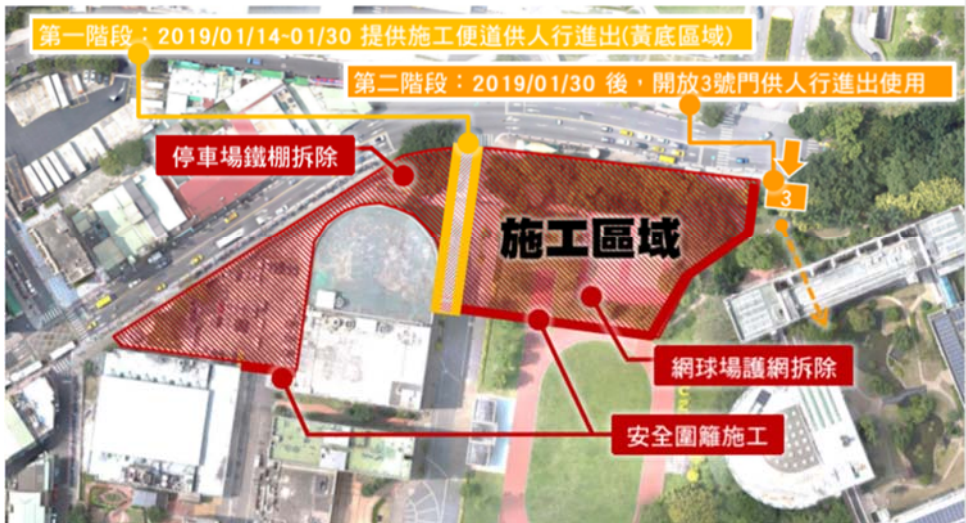 第一階段：2019/01/14~01/30 提供施工便道供人行進出(黃底區域)
第二階段：2019/01/30 後，開放3號門供人行進出使用
停車場鐵棚拆除
3
施工區域
網球場護網拆除
安全圍籬施工